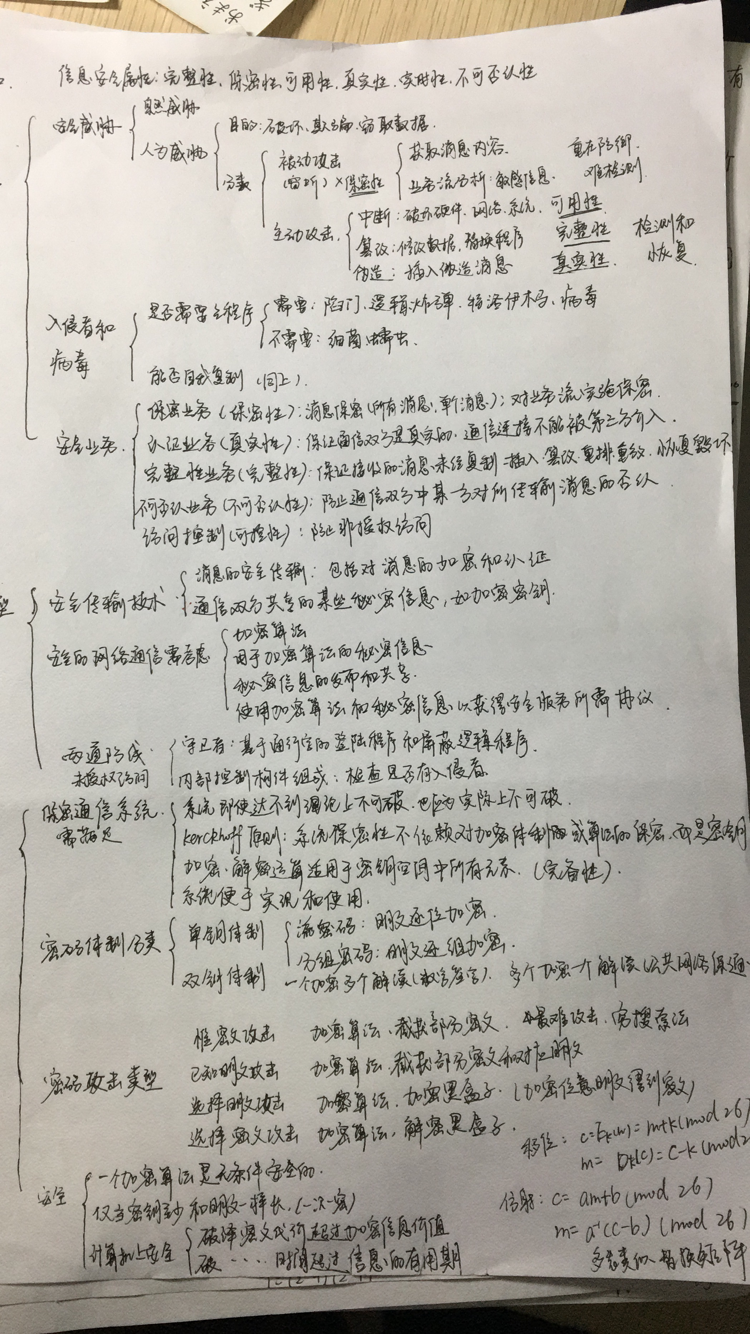 信息安全属性：完整性、保密性、可用性、真实性、实时性、不可否认性
安全威胁
自然威胁
人为威胁
目的：破坏、欺骗、窃取数据.
分类
被动攻击
(窃听) ×保密性
获取消息内容. 重在防御.
业务流分析：敏感信息. 难检测.
主动攻击.
中断：破坏硬件、网络、系统. 可用性
篡改：修改数据、替换程序 完整性 检测和
伪造：插入伪造消息 真实性. 恢复.
入侵者和
病毒
是否需要主程序
需要：陷门、逻辑炸弹、特洛伊木马、病毒
不需要：细菌、蠕虫.
能否自我复制 (同上).
安全业务.
保密业务(保密性)：消息保密(所有消息、单个消息)；对业务流实施保密.
认证业务(真实性)：保证通信双方是真实的、通信连接不能被第三方介入.
完整性业务(完整性)：保证接收的消息未经复制、插入、篡改、重排、重放、恢复毁坏
不可否认业务(不可否认性)：防止通信双方中某一方对所传输消息的否认
访问控制(可控性)：防止非授权访问
型
安全传输技术
消息的安全传输：包括对消息的加密和认证
通信双方共享的某些秘密信息，如加密密钥.
安全的网络通信需考虑
加密算法
用于加密算法的秘密信息
秘密信息的发布和共享.
使用加密算法和秘密信息以获得安全服务所需协议.
两道防线.
未授权访问
守卫者：基于通行字的登陆程序和屏蔽逻辑程序.
内部控制构件组成：检查是否有入侵者.
保密通信系统
需满足
系统即使达不到理论上不可破、也应为实际上不可破.
Kerckhoff原则：系统保密性不依赖对加密体制或算法的保密，而是密钥
加密、解密运算适用于密钥空间中所有元素. (完备性).
系统便于实现和使用.
密码体制分类
单钥体制
流密码：明文逐位加密.
分组密码：明文逐组加密.
双钥体制
一个加密多个解读(数字签字). 多个加密一个解读(公共网络保通
密码攻击类型
惟密文攻击 加密算法、截获部分密文. 最难攻击. 穷搜索法
已知明文攻击 加密算法、截获部分密文和对应明文
选择明文攻击 加密算法、加密黑盒子. (加密任意明文得到密文)
选择密文攻击 加密算法，解密黑盒子.
移位：c=Ek(m)=m+k(mod 26)
m= Dk(c)=c-k(mod 2
安全
一个加密算法是无条件安全的.
仅当密钥至少和明文一样长. (一次一密)
计算机上安全
破译密文代价超过加密信息价值
破 ···· 时间超过信息的有用期
仿射：c= am+b(mod 26)
m=a⁻¹(c-b)(mod 26)
多表类似、替换矩阵
有